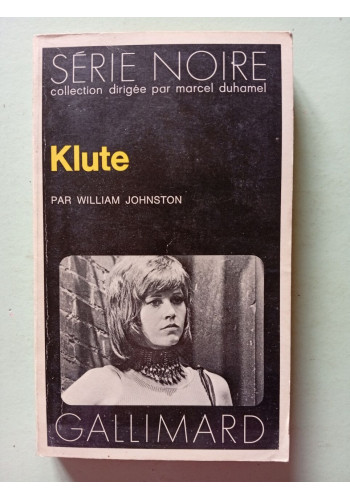 SÉRIE NOIRE
collection dirigée par marcel duhamel
Klute
PAR WILLIAM JOHNSTON
GALLIMARD